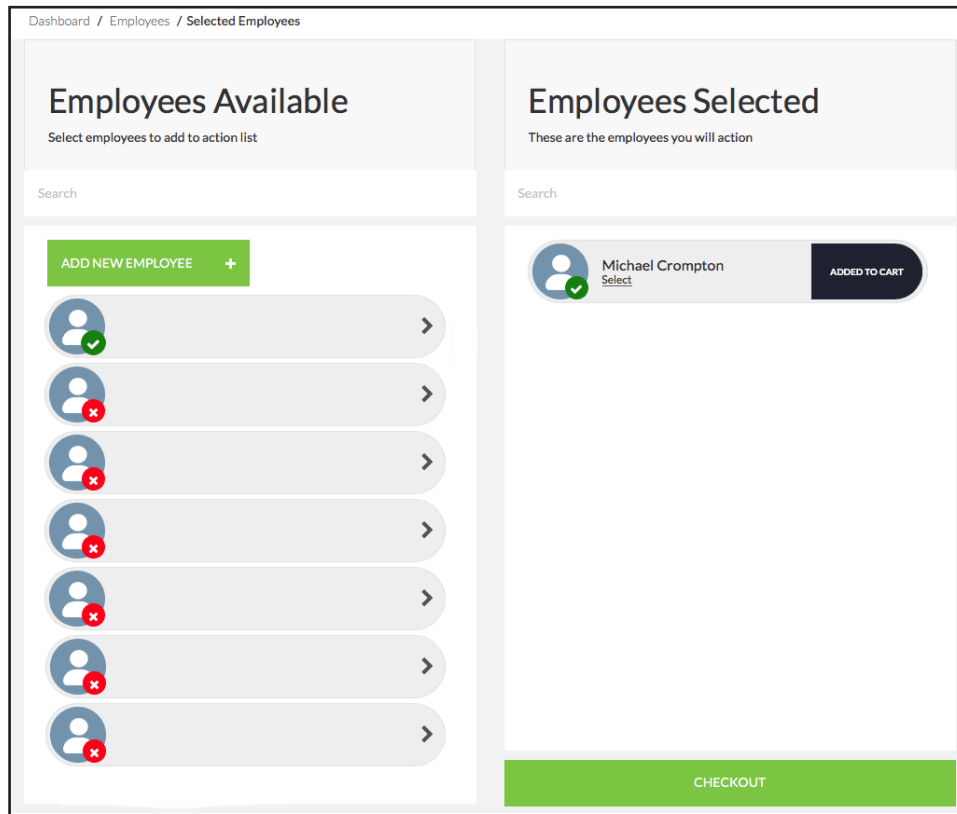 Dashboard / Employees / Selected Employees
Employees Available
Select employees to add to action list
Search
ADD NEW EMPLOYEE +
Employees Selected
These are the employees you will action
Search
Michael Crompton
Select
ADDED TO CART
CHECKOUT